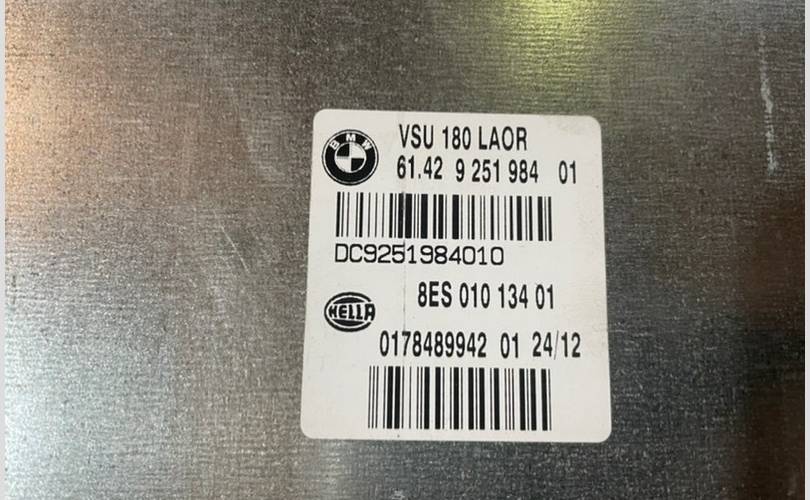 BMW
VSU 180 LAOR
61.42 9 251 984 01
DC9251984010
8ES 010 134 01
HELLA
0178489942 01 24/12